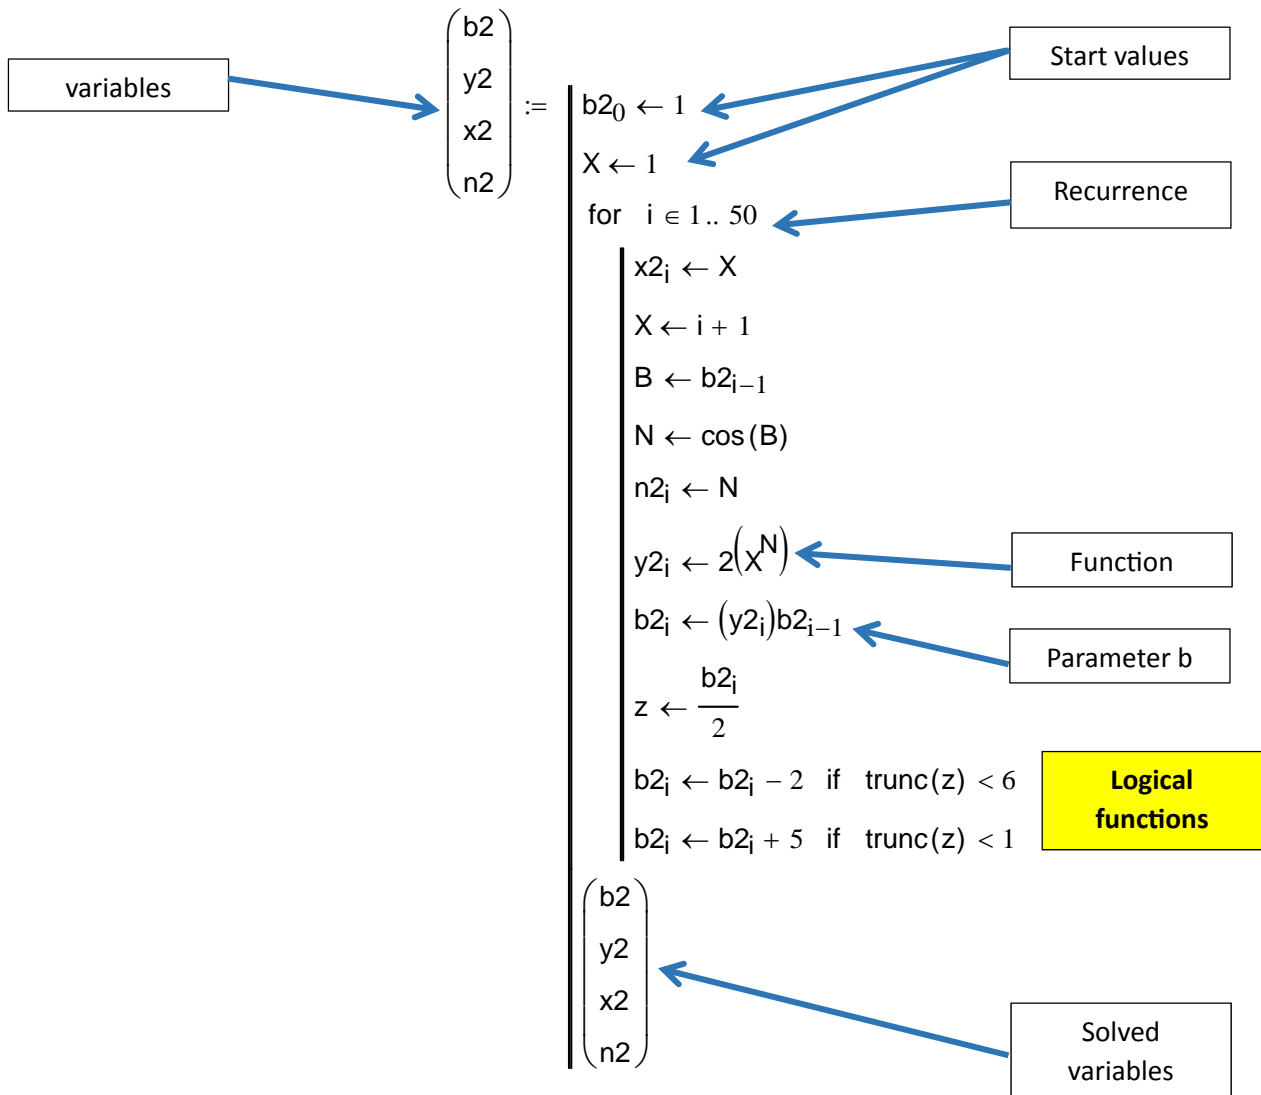 variables
b2
y2
x2
n2
:=
b2₀ ← 1
X ← 1
for i ∈ 1 .. 50
x2ᵢ ← X
X ← i + 1
B ← b2ᵢ₋₁
N ← cos(B)
n2ᵢ ← N
y2ᵢ ← 2(Xᴺ)
b2ᵢ ← (y2ᵢ)b2ᵢ₋₁
z ← b2ᵢ
2
b2ᵢ ← b2ᵢ − 2 if trunc(z) < 6
b2ᵢ ← b2ᵢ + 5 if trunc(z) < 1
b2
y2
x2
n2
Start values
Recurrence
Function
Parameter b
Logical
functions
Solved
variables